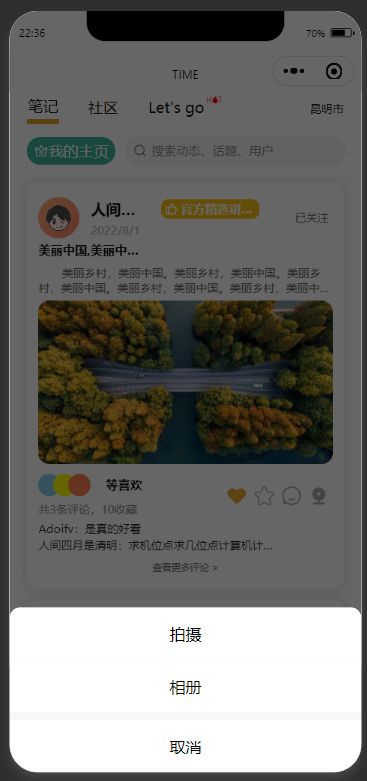 22:36 70%
TIME
笔记 社区 Let's go HOT 昆明市
我的主页 搜索动态、话题、用户
人间... 官方精选讲... 已关注
2022/8/1
美丽中国,美丽中...
美丽乡村，美丽中国。美丽乡村，美丽中国。美丽乡
村，美丽中国。美丽乡村，美丽中国。美丽乡村，美丽中...
等喜欢
共3条评论，10收藏
Adoifv：是真的好看
人间四月是清明：求机位点求几位点计算机计...
查看更多评论 >
拍摄
相册
取消